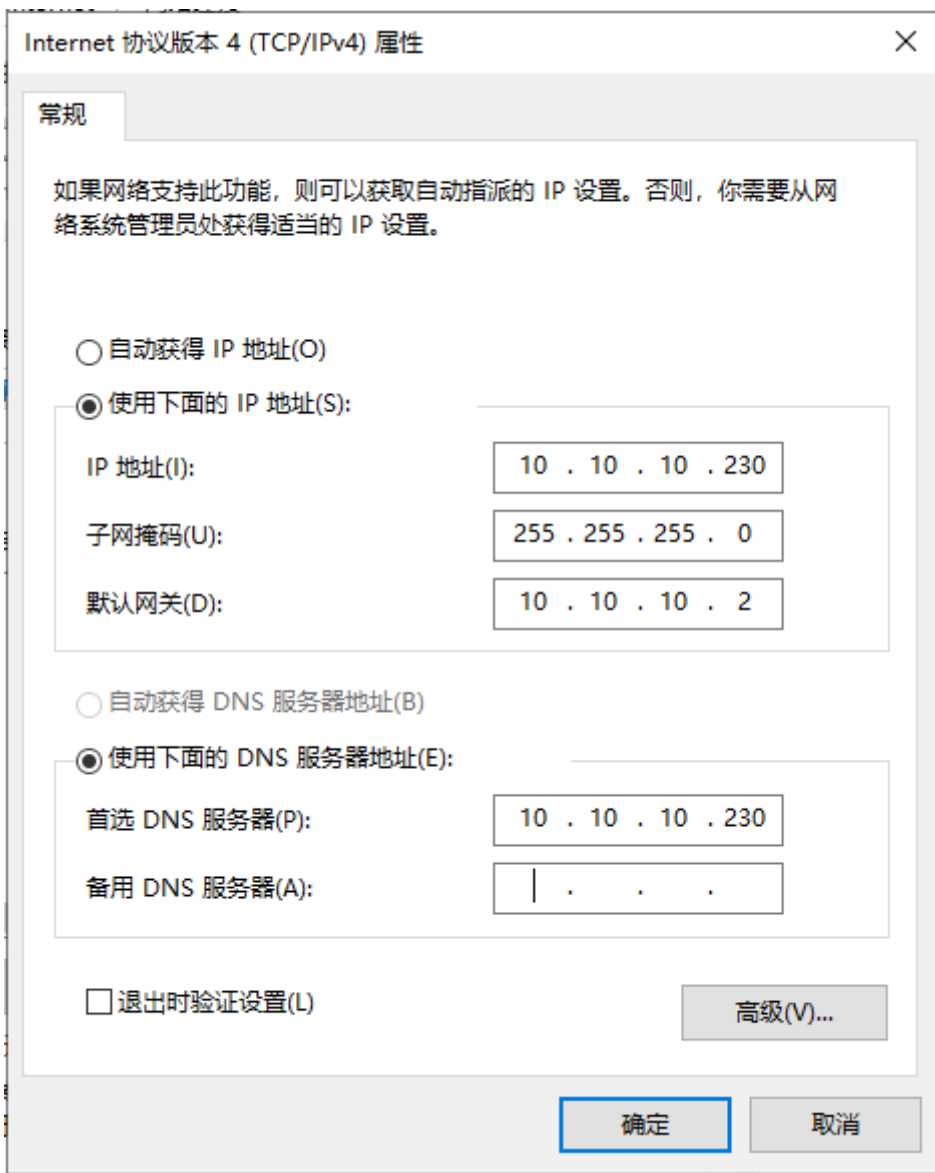 Internet 协议版本 4 (TCP/IPv4) 属性
常规
如果网络支持此功能，则可以获取自动指派的 IP 设置。否则，你需要从网
络系统管理员处获得适当的 IP 设置。
自动获得 IP 地址(O)
使用下面的 IP 地址(S):
IP 地址(I): 10 . 10 . 10 . 230
子网掩码(U): 255 . 255 . 255 . 0
默认网关(D): 10 . 10 . 10 . 2
自动获得 DNS 服务器地址(B)
使用下面的 DNS 服务器地址(E):
首选 DNS 服务器(P): 10 . 10 . 10 . 230
备用 DNS 服务器(A): . . .
退出时验证设置(L)
高级(V)...
确定 取消